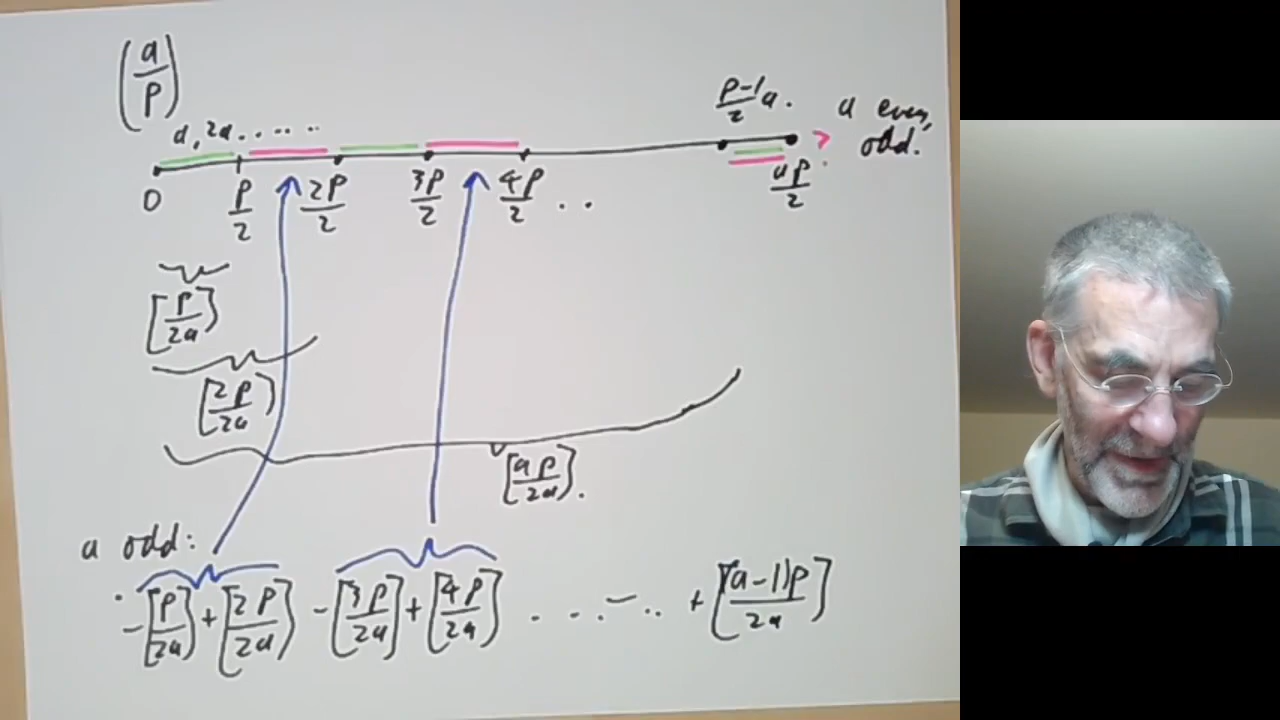 (a/p)
a, 2a.....
p-1/2 a.
a even,
odd.
0 p/2 2p/2 3p/2 4p/2 .. ap/2
[p/2a]
[2p/2a]
[ap/2a].
a odd:
-[p/2a]+[2p/2a] -[3p/2a]+[4p/2a] ...-.. +[(a-1)p/2a]